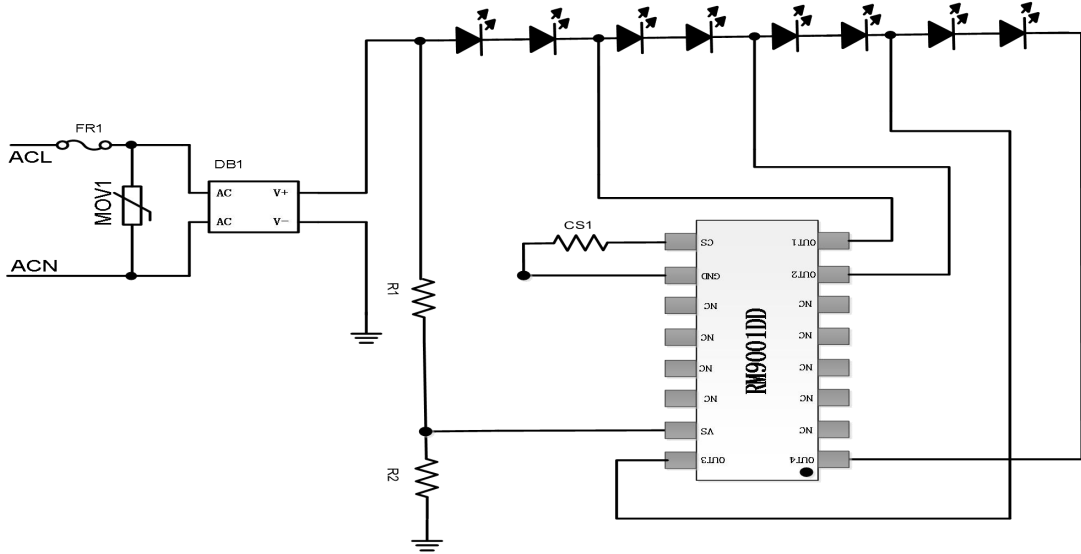 FR1
ACL
MOV1
DB1
AC V+
AC V-
ACN
R1
R2
CS1
CS OUT1
GND OUT2
NC NC
NC NC
NC NC
NC NC
VS NC
OUT3 OUT4
RM9001DD